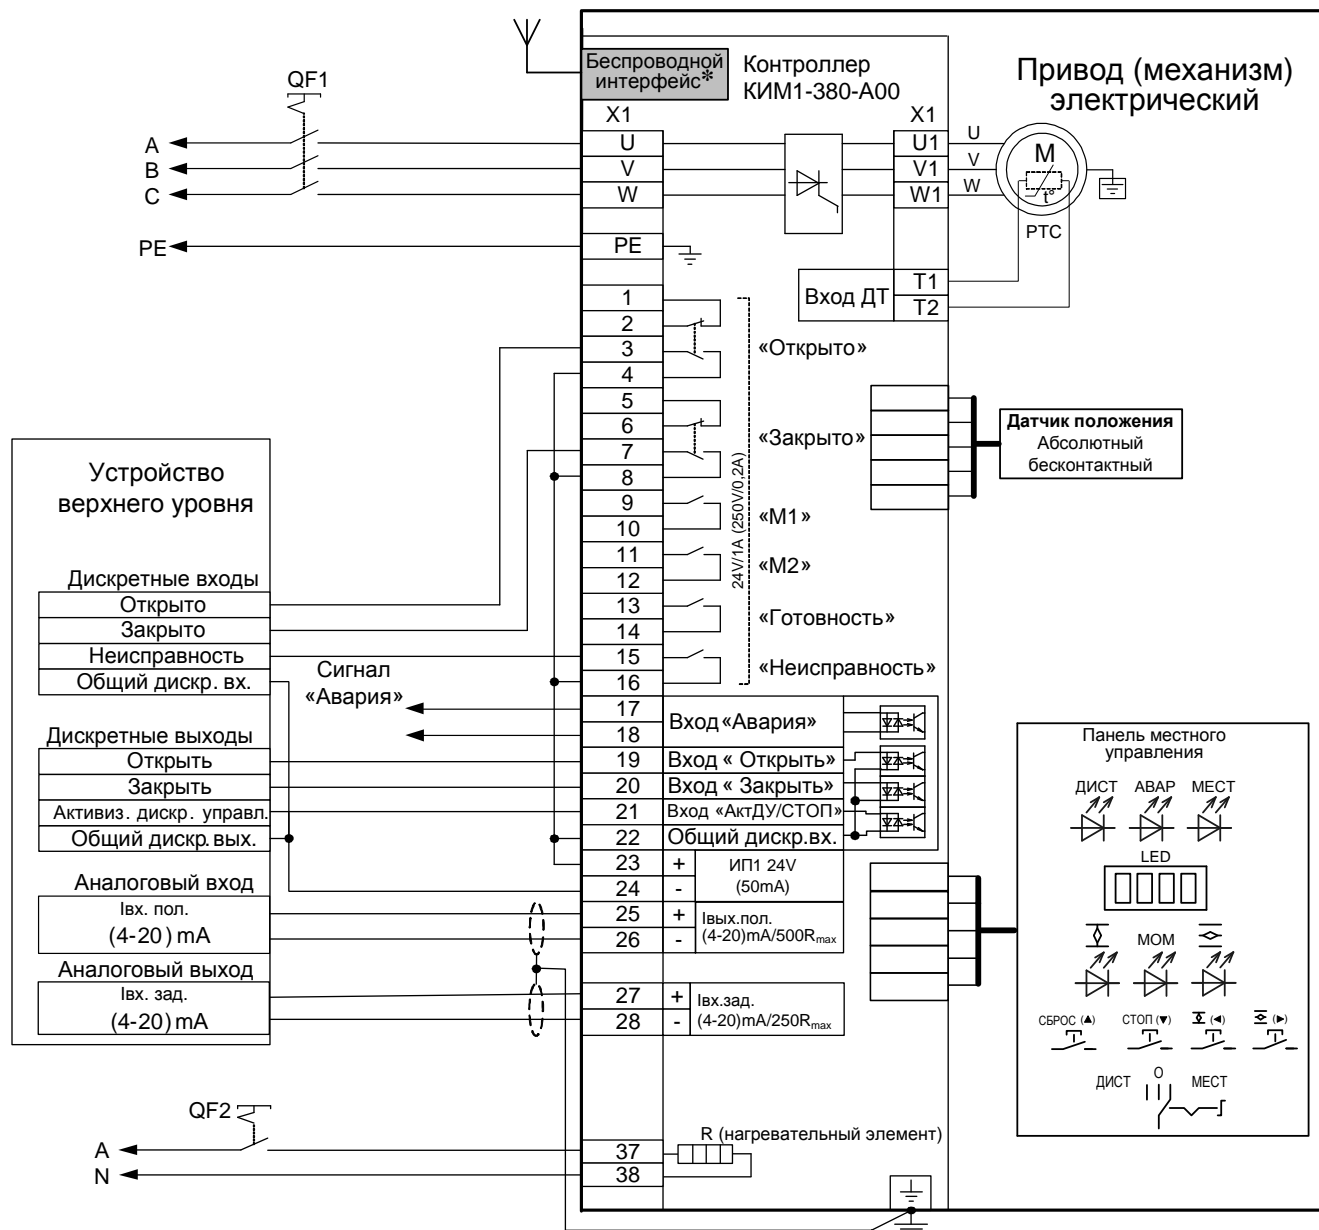 Беспроводной
интерфейс*
Контроллер
КИМ1-380-А00
Привод (механизм)
электрический
QF1
X1
X1
A
B
C
PE
U
V
W
PE
U1
V1
W1
U
V
W
M
t°
PTC
Вход ДТ
T1
T2
1
2
3
4
5
6
7
8
9
10
11
12
13
14
15
16
17
18
19
20
21
22
23
24
25
26
27
28
37
38
«Открыто»
«Закрыто»
«М1»
«М2»
«Готовность»
«Неисправность»
24V/1A (250V/0,2A)
Датчик положения
Абсолютный
бесконтактный
Устройство
верхнего уровня
Дискретные входы
Открыто
Закрыто
Неисправность
Общий дискр. вх.
Сигнал
«Авария»
Дискретные выходы
Открыть
Закрыть
Активиз. дискр. управл.
Общий дискр. вых.
Аналоговый вход
Iвх. пол.
(4-20) mA
Аналоговый выход
Iвх. зад.
(4-20) mA
Вход «Авария»
Вход « Открыть»
Вход « Закрыть»
Вход «АктДУ/СТОП»
Общий дискр.вх.
+
-
ИП1 24V
(50mA)
+
-
Iвых.пол.
(4-20)mA/500Rmax
+
-
Iвх.зад.
(4-20)mA/250Rmax
Панель местного
управления
ДИСТ АВАР МЕСТ
LED
МОМ
СБРОС (▲) СТОП (▼) (◄) (►)
ДИСТ O МЕСТ
QF2
A
N
R (нагревательный элемент)